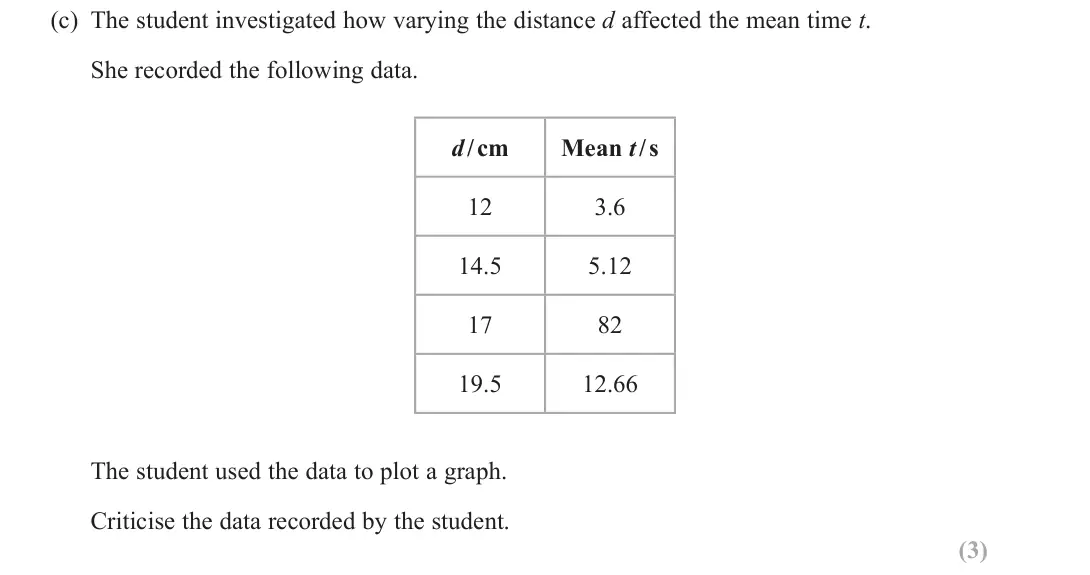 (c) The student investigated how varying the distance d affected the mean time t.
She recorded the following data.
d/cm Mean t/s
12 3.6
14.5 5.12
17 82
19.5 12.66
The student used the data to plot a graph.
Criticise the data recorded by the student.
(3)